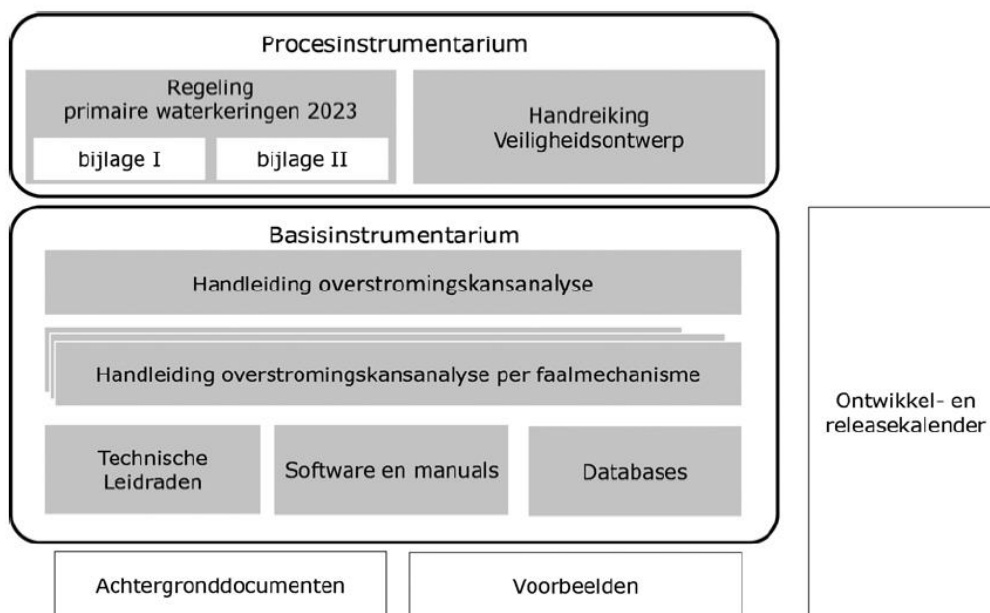 Procesinstrumentarium
Regeling
primaire waterkeringen 2023
bijlage I
bijlage II
Handreiking
Veiligheidsontwerp
Basisinstrumentarium
Handleiding overstromingskansanalyse
Handleiding overstromingskansanalyse per faalmechanisme
Technische
Leidraden
Software en manuals
Databases
Achtergronddocumenten
Voorbeelden
Ontwikkel- en
releasekalender